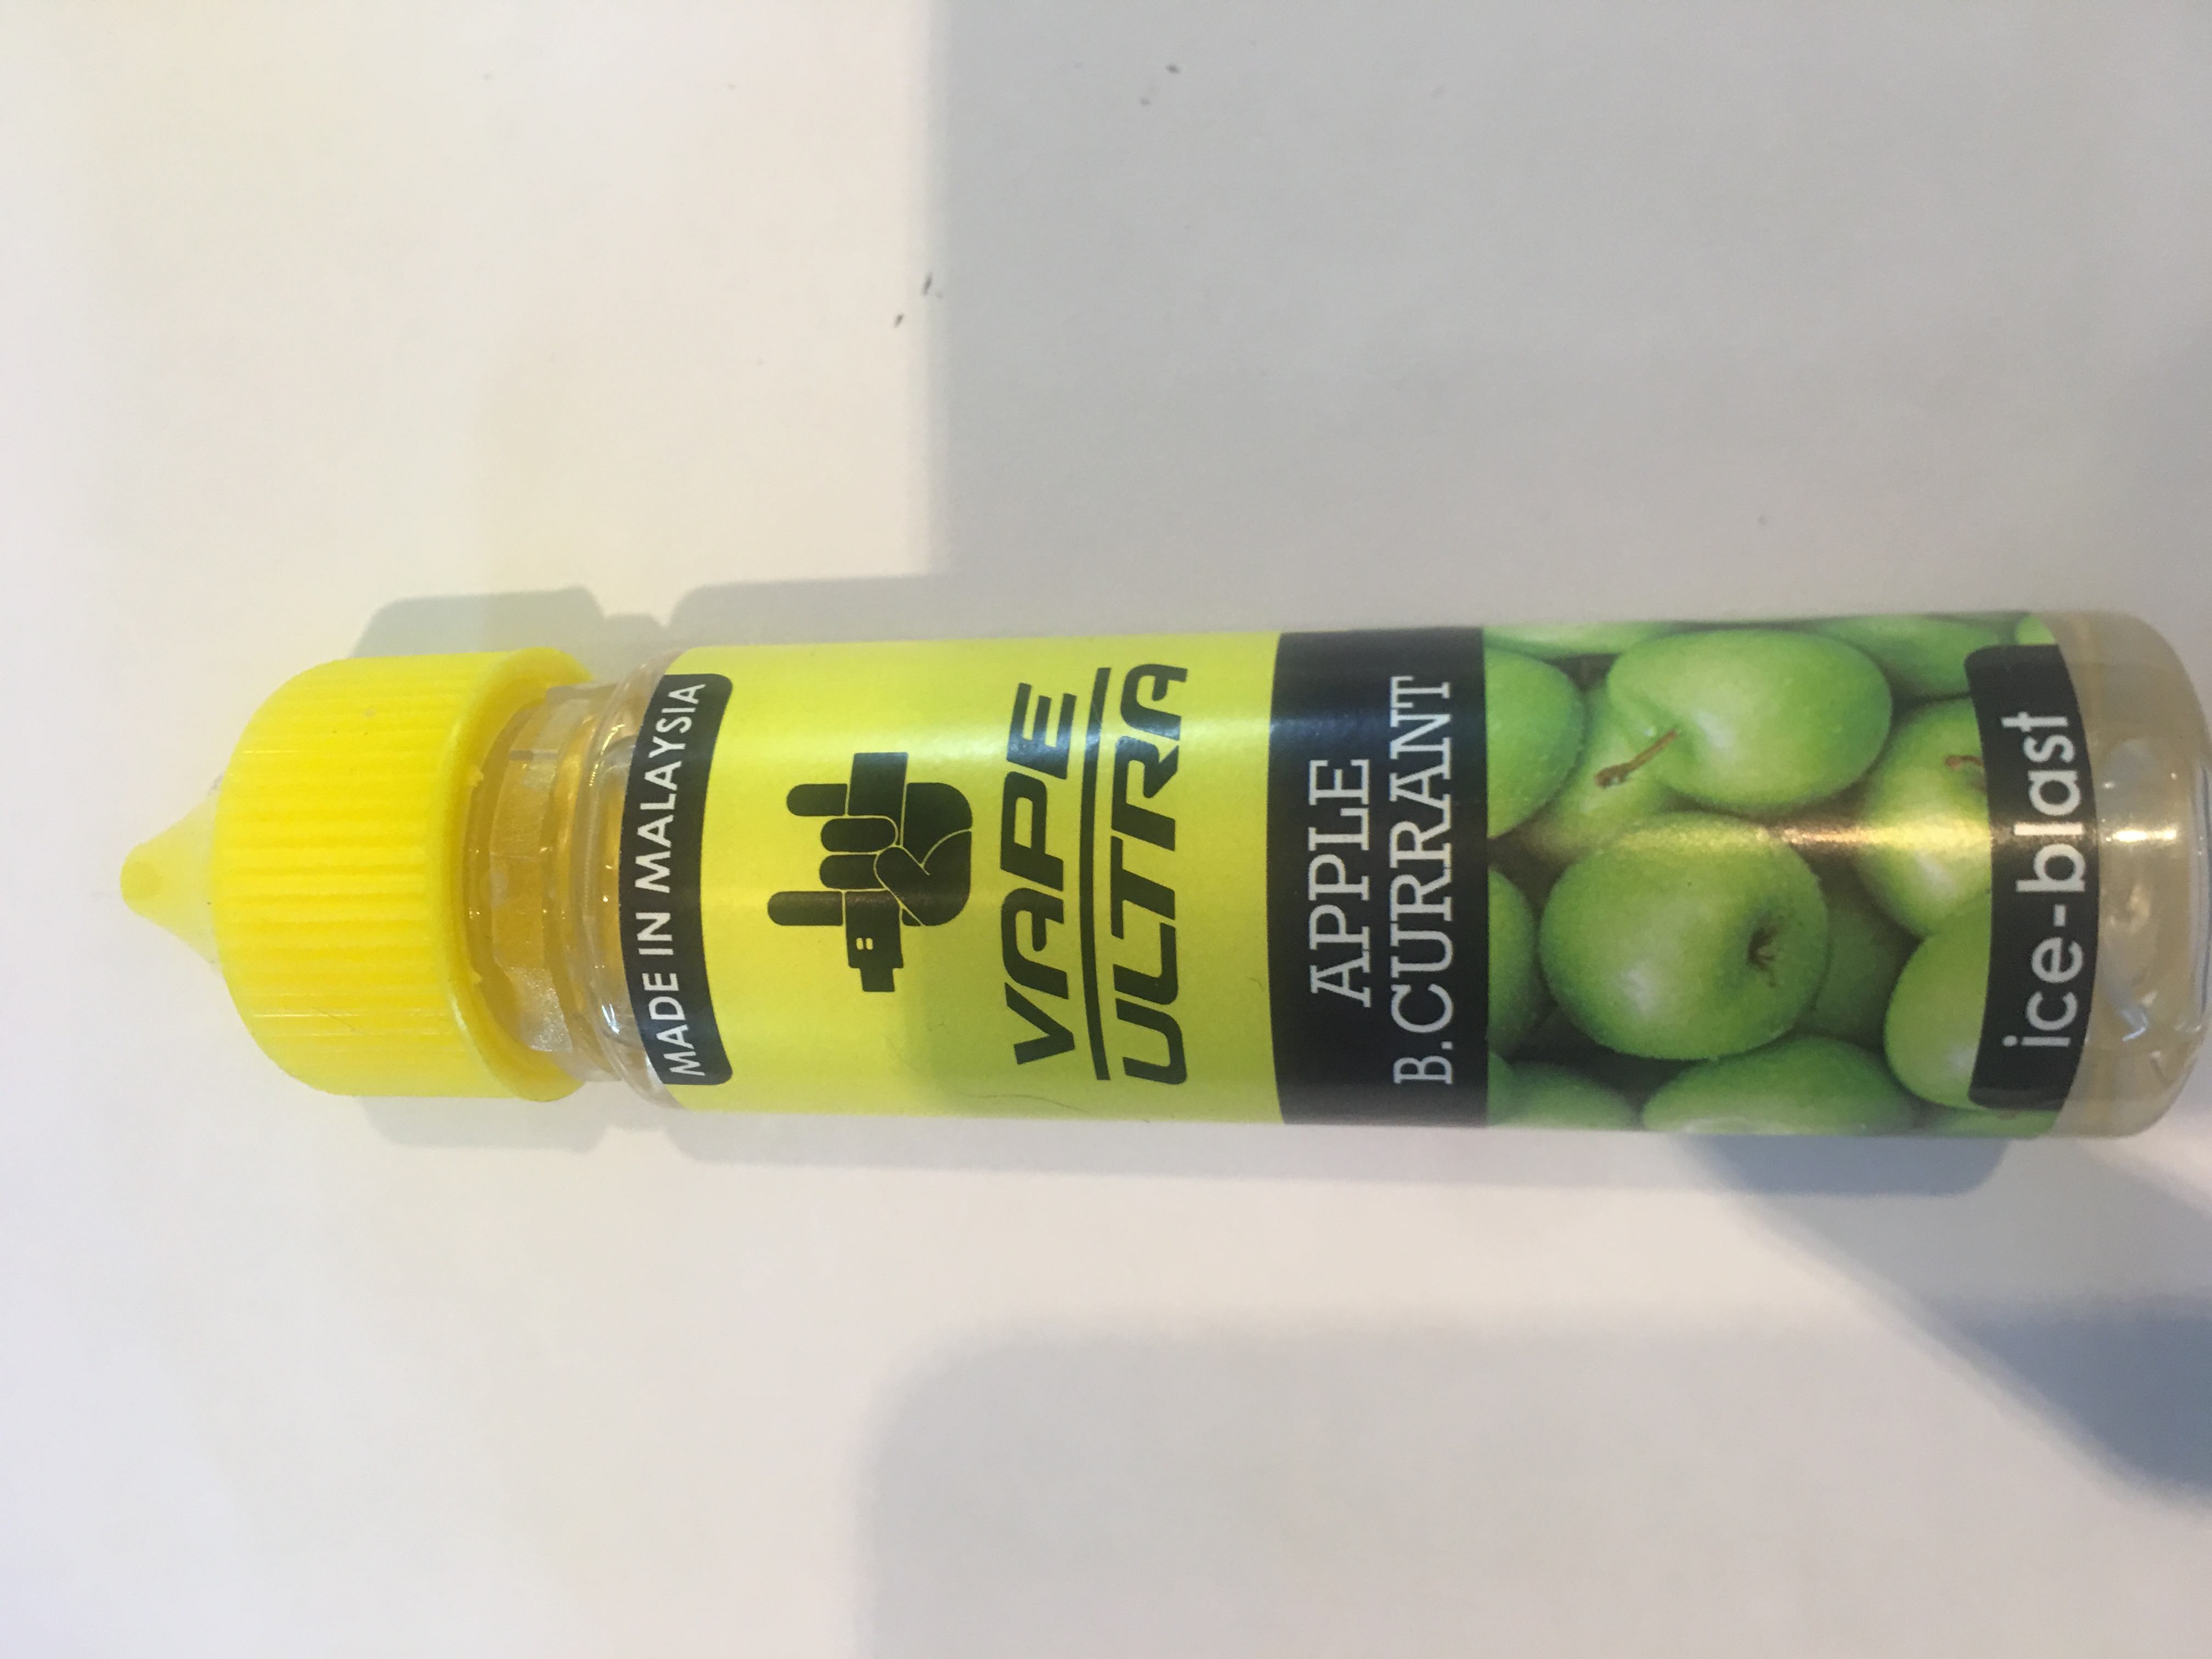 MADE IN MALAYSIA
VAPE
ULTRA
APPLE
B.CURRANT
ice-blast